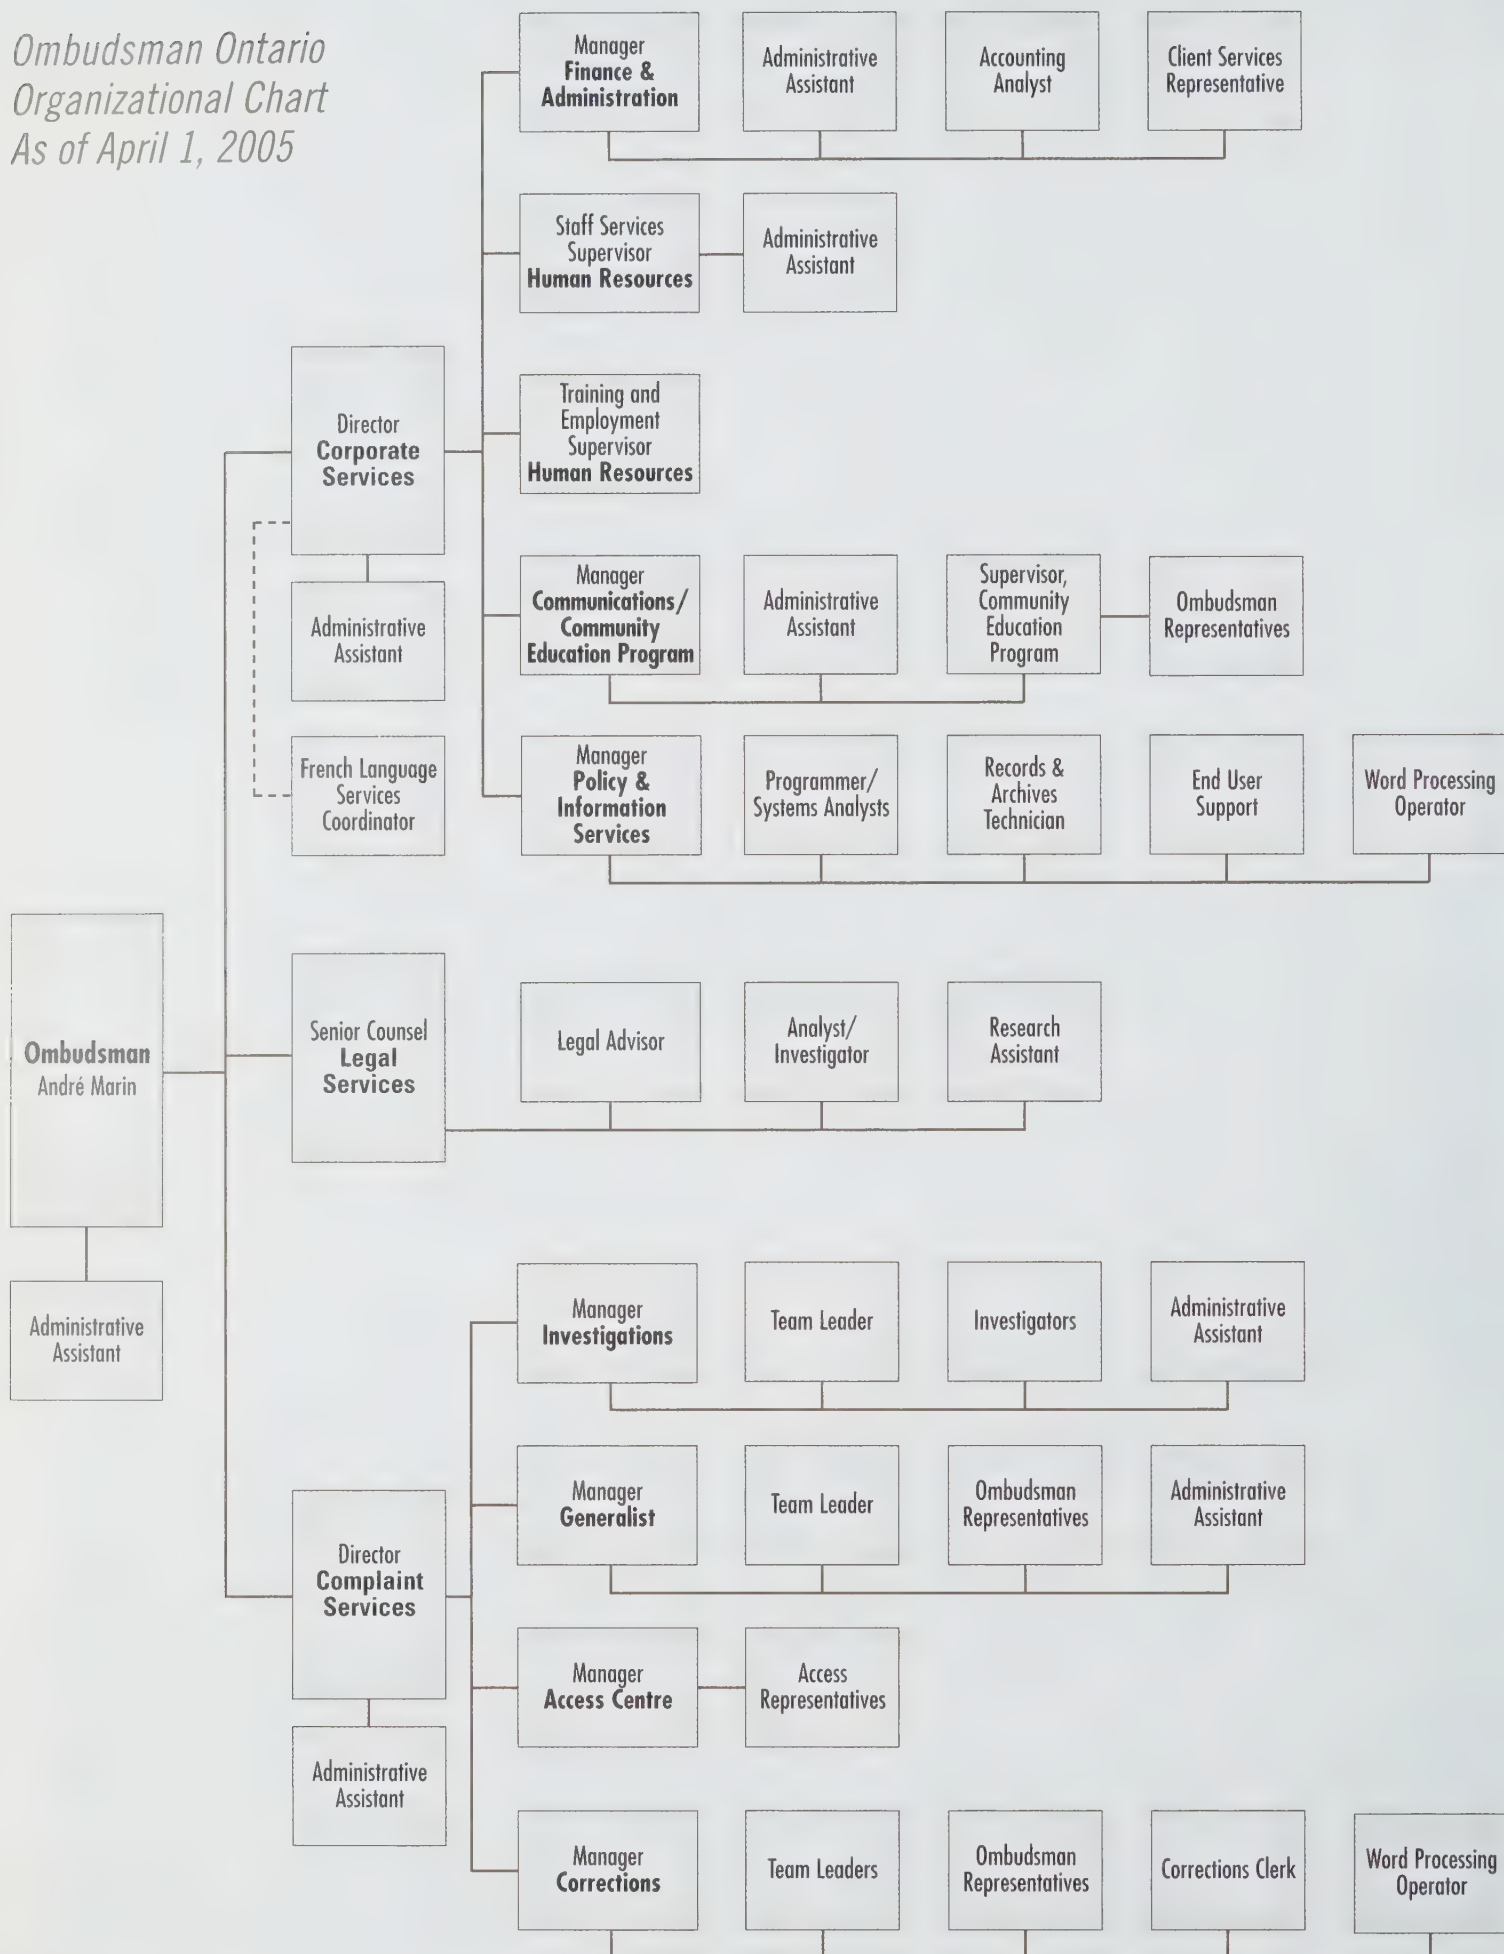 Ombudsman Ontario
Organizational Chart
As of April 1, 2005
Manager
Finance &
Administration
Administrative
Assistant
Accounting
Analyst
Client Services
Representative
Staff Services
Supervisor
Human Resources
Administrative
Assistant
Director
Corporate
Services
Training and
Employment
Supervisor
Human Resources
Administrative
Assistant
Manager
Communications/
Community
Education Program
Administrative
Assistant
Supervisor,
Community
Education
Program
Ombudsman
Representatives
French Language
Services
Coordinator
Manager
Policy &
Information
Services
Programmer/
Systems Analysts
Records &
Archives
Technician
End User
Support
Word Processing
Operator
Ombudsman
André Marin
Administrative
Assistant
Senior Counsel
Legal
Services
Legal Advisor
Analyst/
Investigator
Research
Assistant
Director
Complaint
Services
Administrative
Assistant
Manager
Investigations
Team Leader
Investigators
Administrative
Assistant
Manager
Generalist
Team Leader
Ombudsman
Representatives
Administrative
Assistant
Manager
Access Centre
Access
Representatives
Manager
Corrections
Team Leaders
Ombudsman
Representatives
Corrections Clerk
Word Processing
Operator